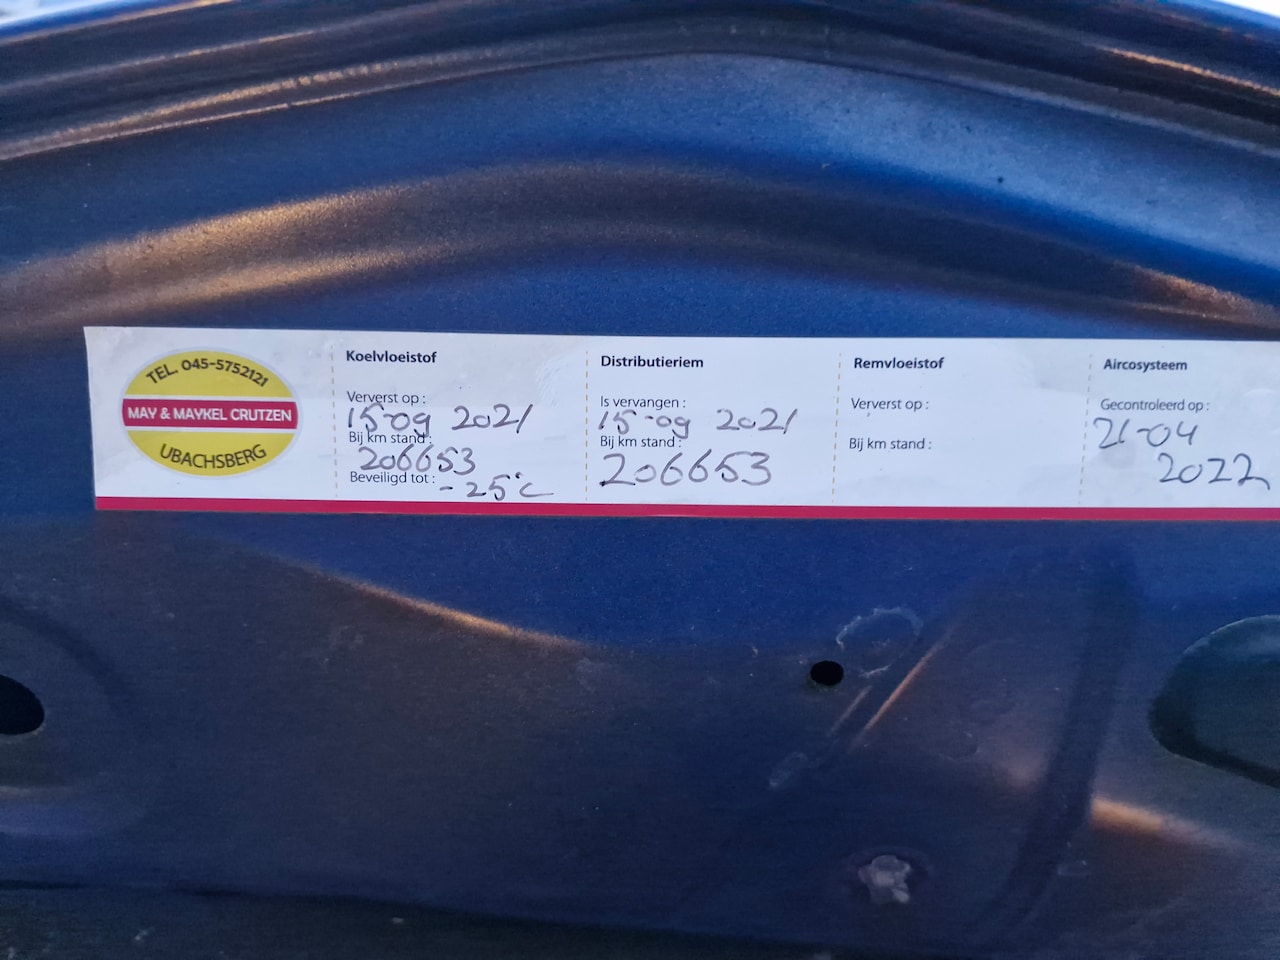 TEL. 045-5752121
MAY & MAYKEL CRUTZEN
UBACHSBERG
Koelvloeistof
Ververst op :
15-09 2021
Bij km stand :
206653
Beveiligd tot :
-25°C
Distributieriem
Is vervangen :
15-09 2021
Bij km stand :
206653
Remvloeistof
Ververst op :
Bij km stand :
Aircosysteem
Gecontroleerd op :
21-04
2022